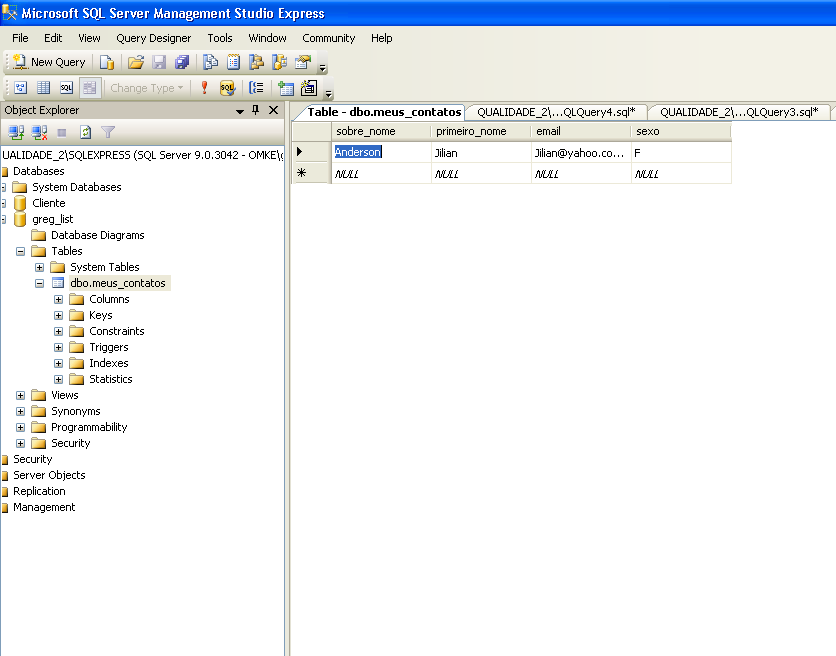 Microsoft SQL Server Management Studio Express
File Edit View Query Designer Tools Window Community Help
New Query
SQL Change Type SQL
Object Explorer
UALIDADE_2\SQLEXPRESS (SQL Server 9.0.3042 - OMKE\g
Databases
System Databases
Cliente
greg_list
Database Diagrams
Tables
System Tables
dbo.meus_contatos
Columns
Keys
Constraints
Triggers
Indexes
Statistics
Views
Synonyms
Programmability
Security
Security
Server Objects
Replication
Management
Table - dbo.meus_contatos QUALIDADE_2\...QLQuery4.sql* QUALIDADE_2\...QLQuery3.sql*
sobre_nome primeiro_nome email sexo
Anderson Jilian Jilian@yahoo.co... F
NULL NULL NULL NULL